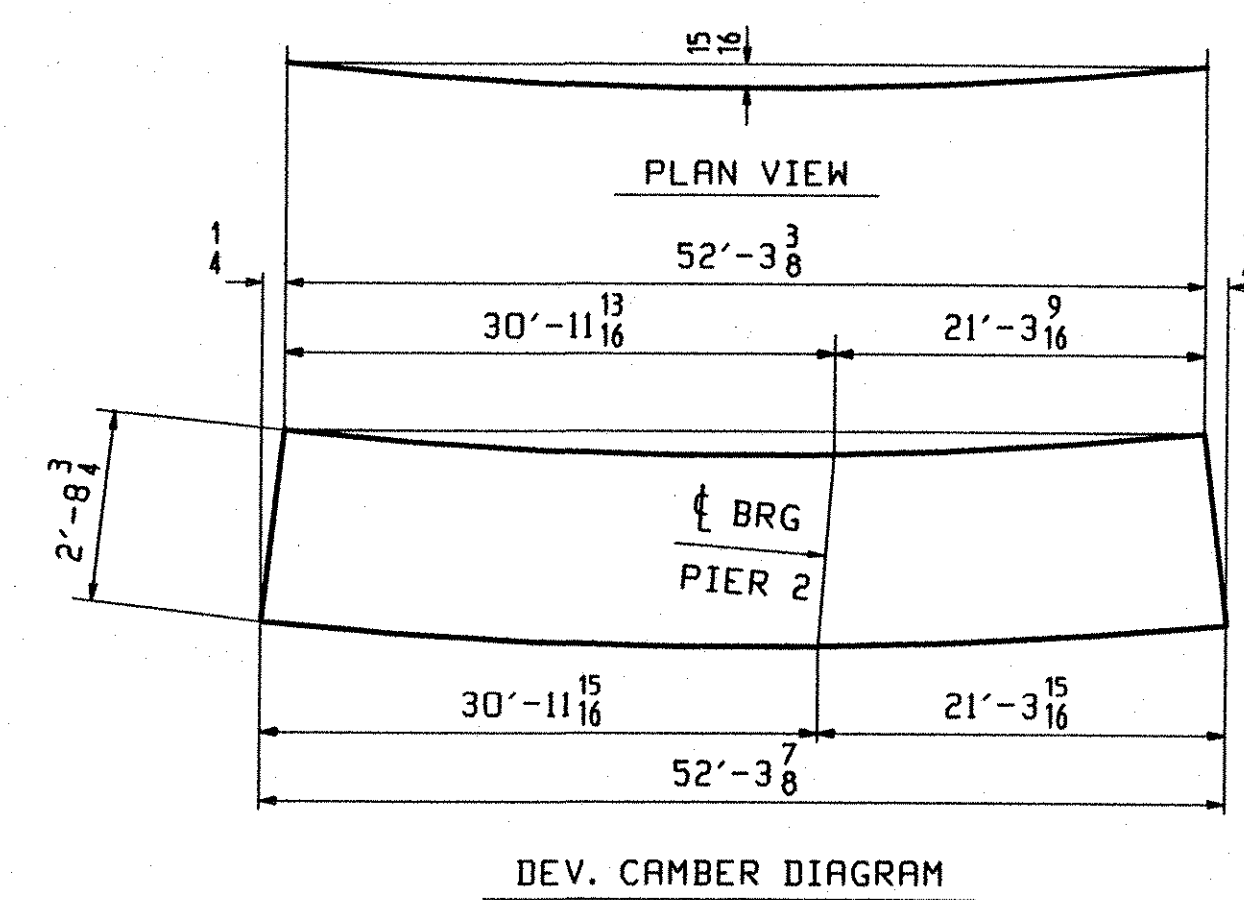 15/16
PLAN VIEW
1/4
52'-3 3/8
30'-11 13/16
21'-3 9/16
2'-8 3/4
℄ BRG
PIER 2
30'-11 15/16
21'-3 15/16
52'-3 7/8
DEV. CAMBER DIAGRAM